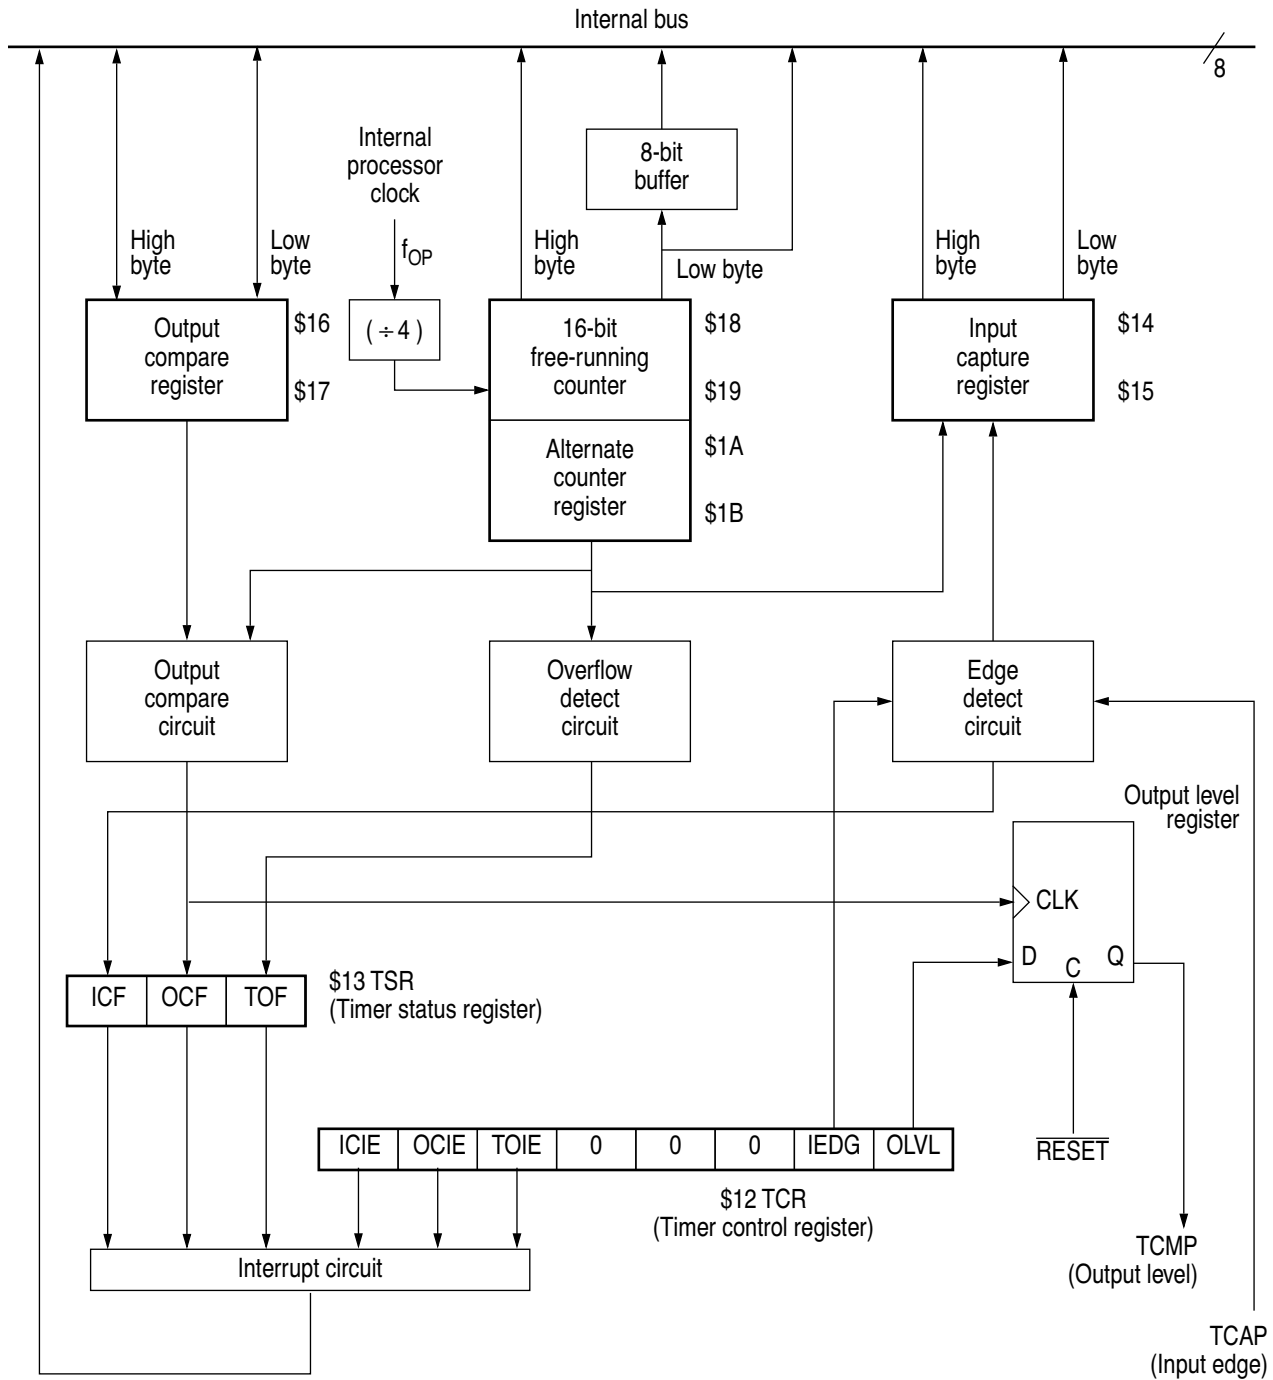 Internal bus
8
Internal
processor
clock
8-bit
buffer
High
byte
Low
byte
fOP
High
byte
Low byte
High
byte
Low
byte
Output
compare
register
$16
$17
( ÷ 4 )
16-bit
free-running
counter
$18
$19
Input
capture
register
$14
$15
Alternate
counter
register
$1A
$1B
Output
compare
circuit
Overflow
detect
circuit
Edge
detect
circuit
Output level
register
CLK
D
C
Q
ICF
OCF
TOF
$13 TSR
(Timer status register)
ICIE
OCIE
TOIE
0
0
0
IEDG
OLVL
RESET
$12 TCR
(Timer control register)
Interrupt circuit
TCMP
(Output level)
TCAP
(Input edge)